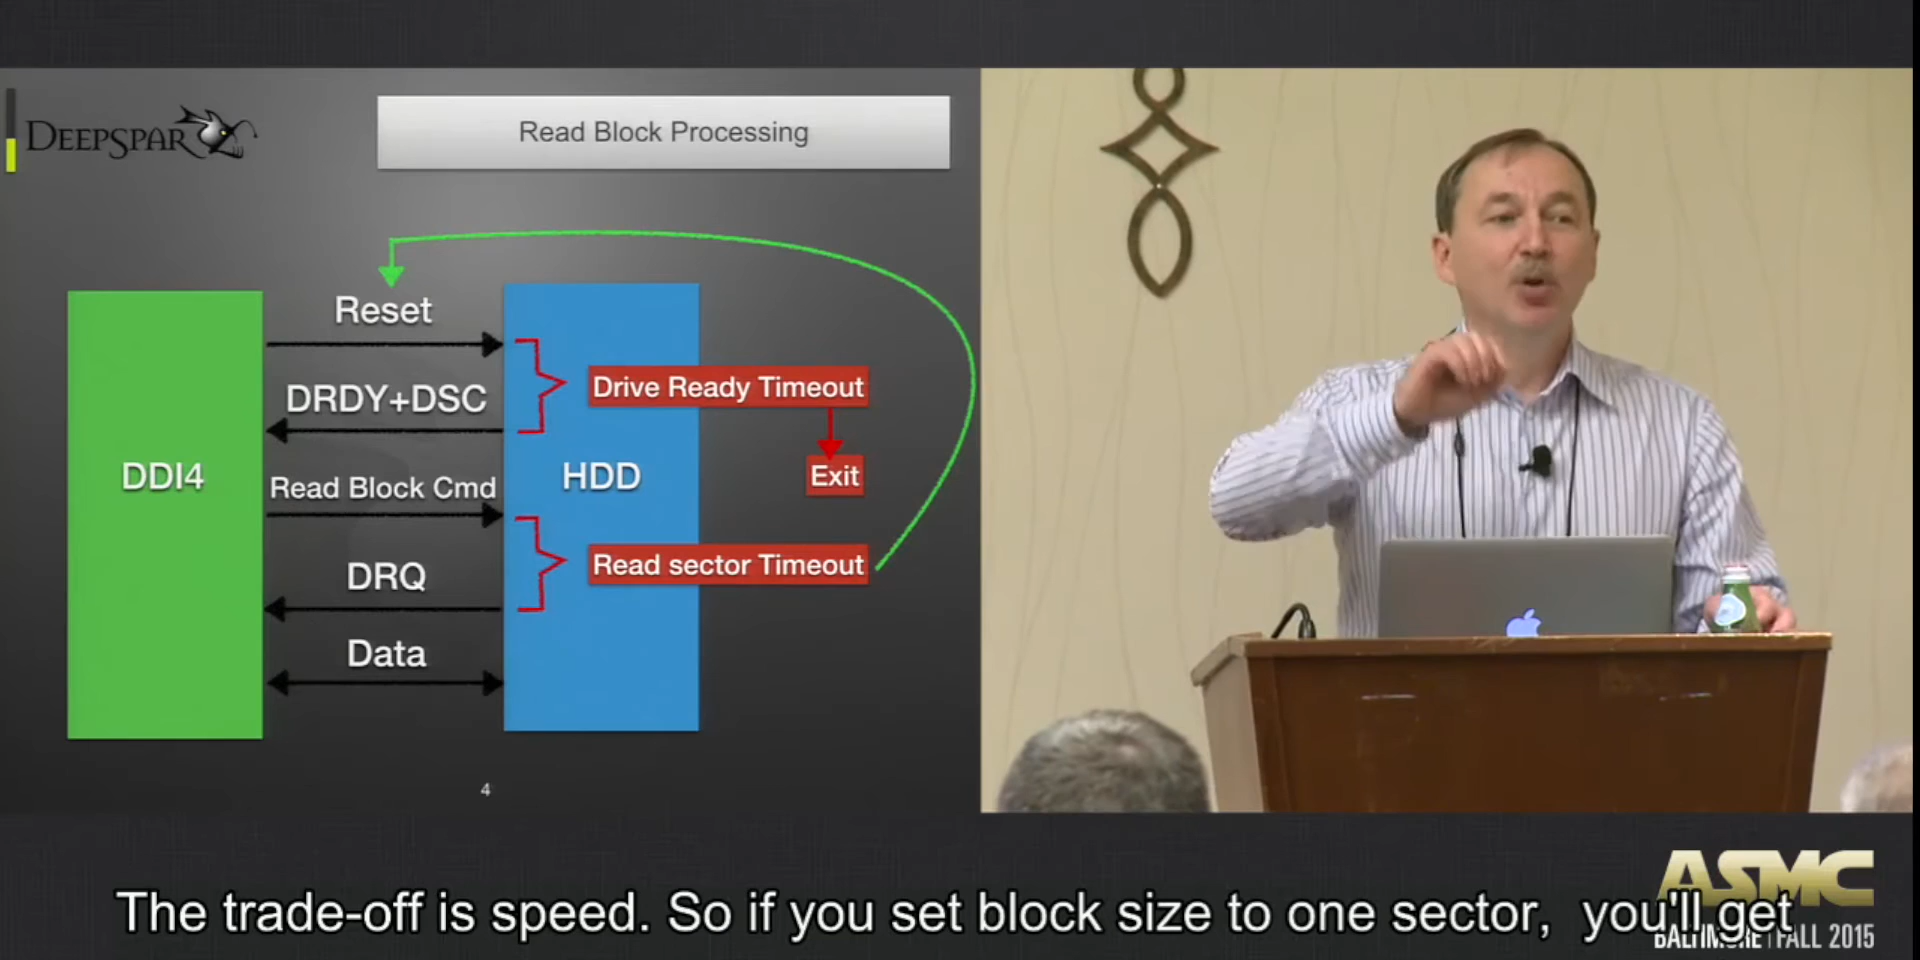 DEEPSPAR
Read Block Processing
Reset
DRDY+DSC
Drive Ready Timeout
DDI4
Read Block Cmd
HDD
Exit
DRQ
Read sector Timeout
Data
4
ASMC
BALTIMORE | FALL 2015
The trade-off is speed. So if you set block size to one sector, you'll get